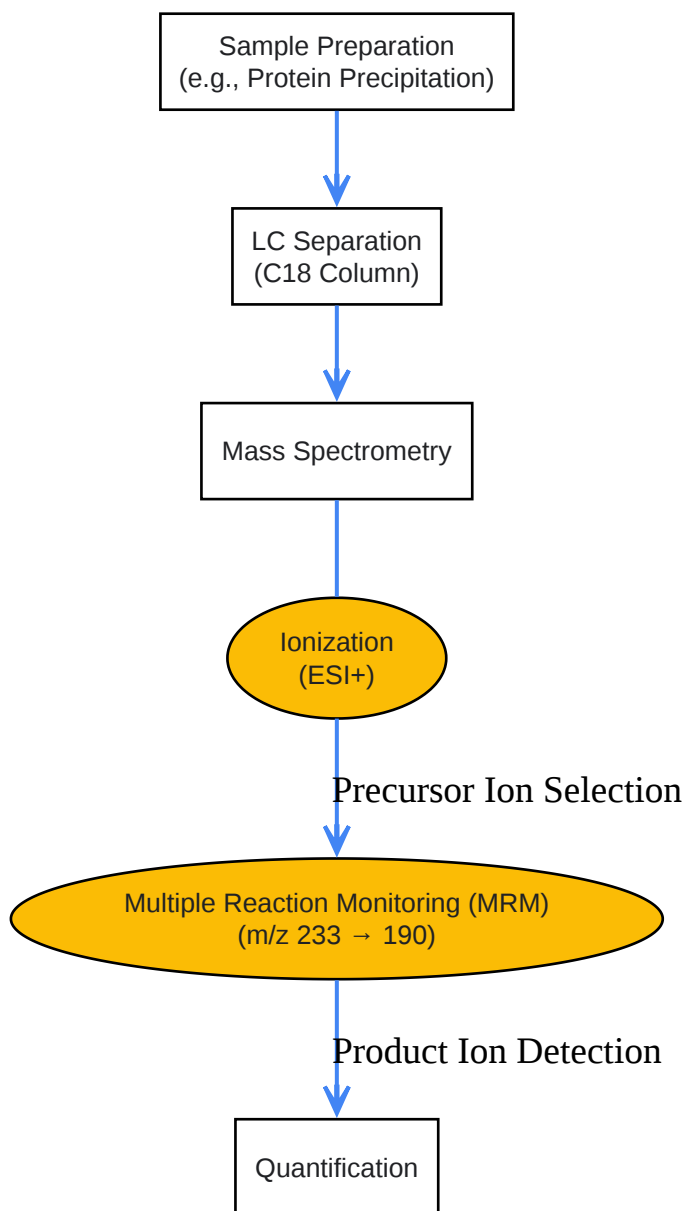 Sample Preparation
(e.g., Protein Precipitation)
LC Separation
(C18 Column)
Mass Spectrometry
Ionization
(ESI+)
Precursor Ion Selection
Multiple Reaction Monitoring (MRM)
(m/z 233 → 190)
Product Ion Detection
Quantification